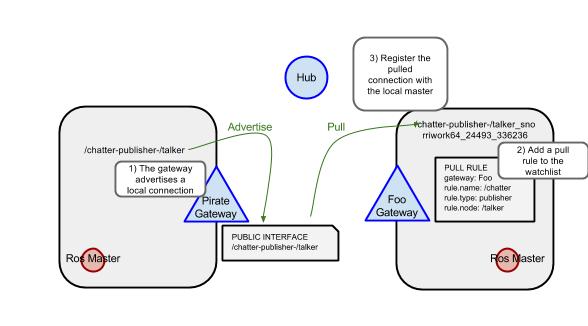 Hub
3) Register the
pulled
connection with
the local master
Advertise
Pull
/chatter-publisher-/talker
1) The gateway
advertises a
local connection
Pirate
Gateway
PUBLIC INTERFACE
/chatter-publisher-/talker
Ros Master
/chatter-publisher-/talker_sno
rriwork64_24493_336236
2) Add a pull
rule to the
watchlist
PULL RULE
gateway: Foo
rule.name: /chatter
rule.type: publisher
rule.node: /talker
Foo
Gateway
Ros Master